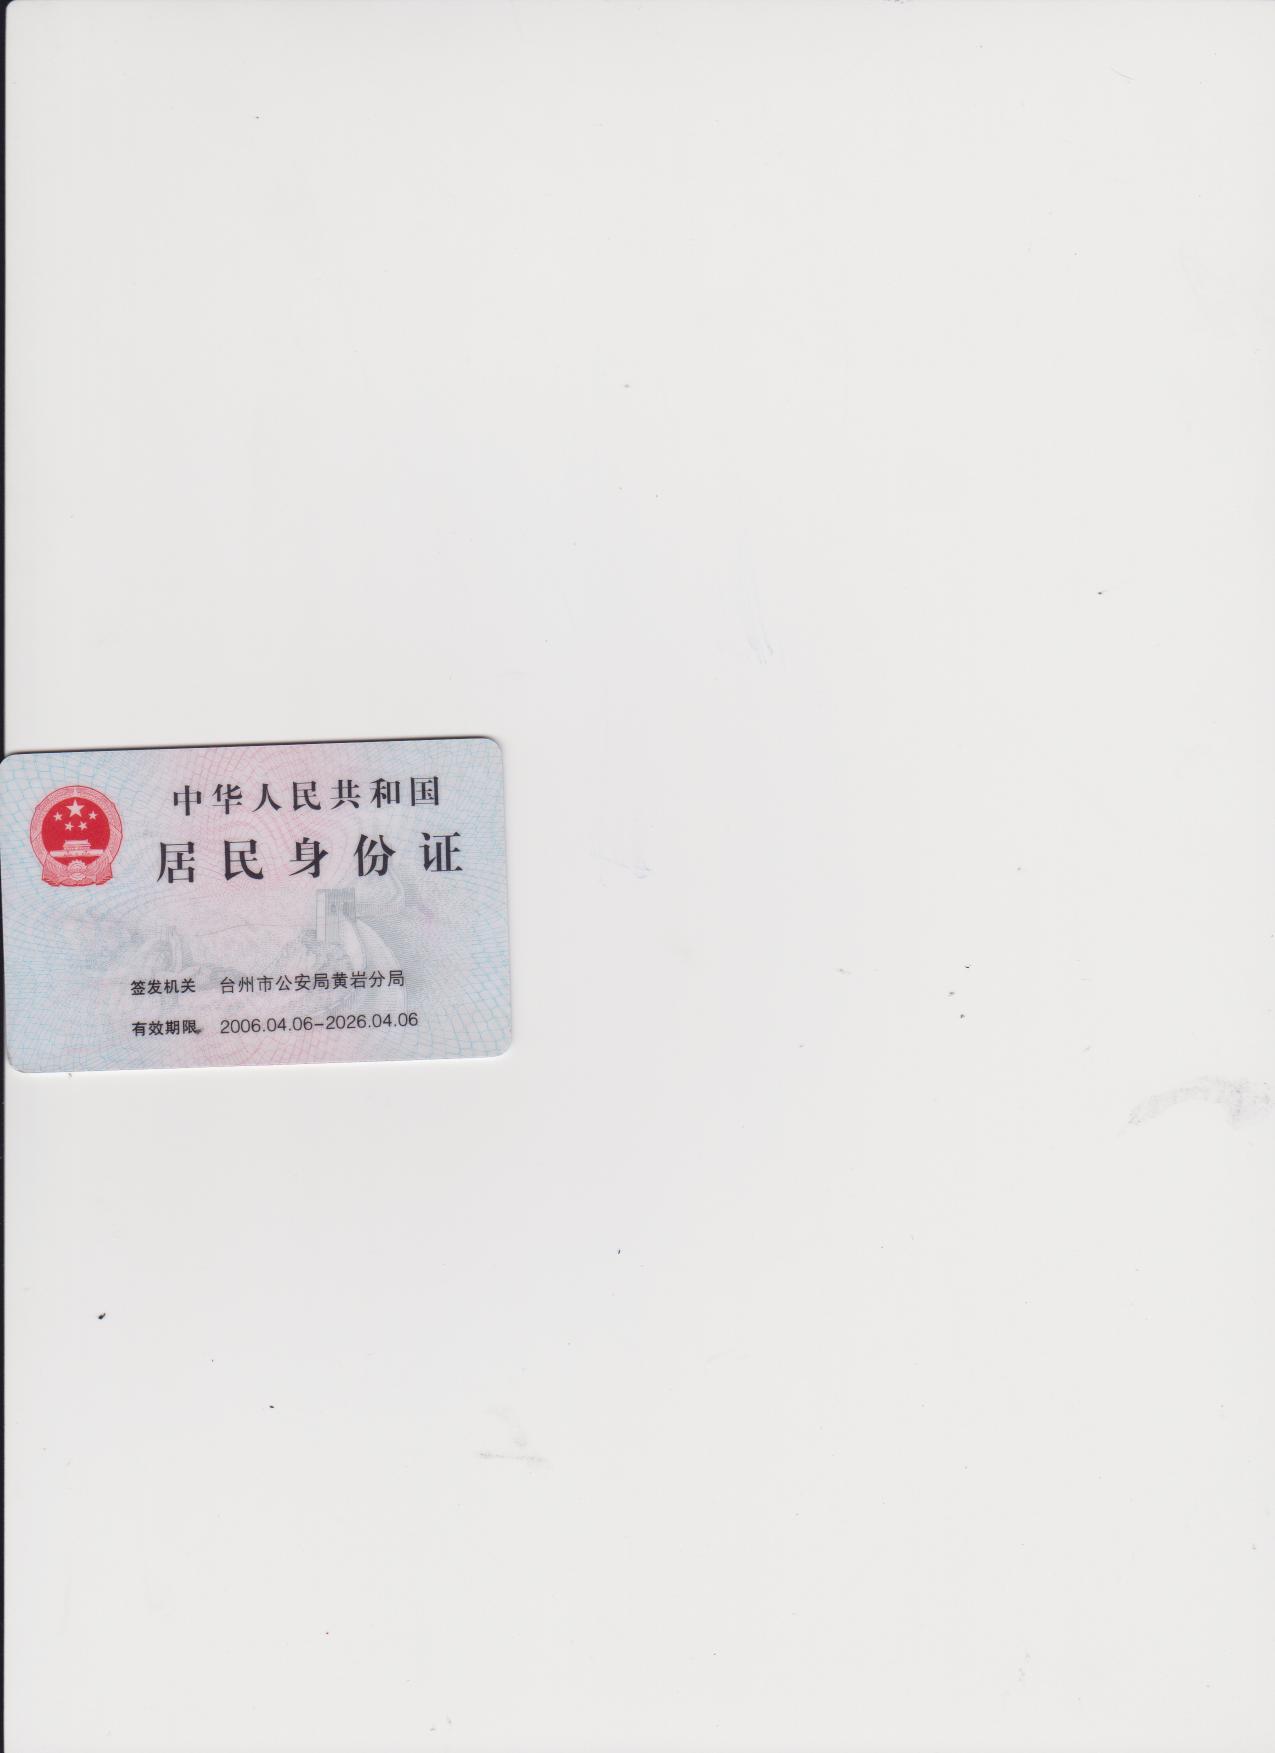 中华人民共和国
居民身份证
签发机关 台州市公安局黄岩分局
有效期限 2006.04.06-2026.04.06